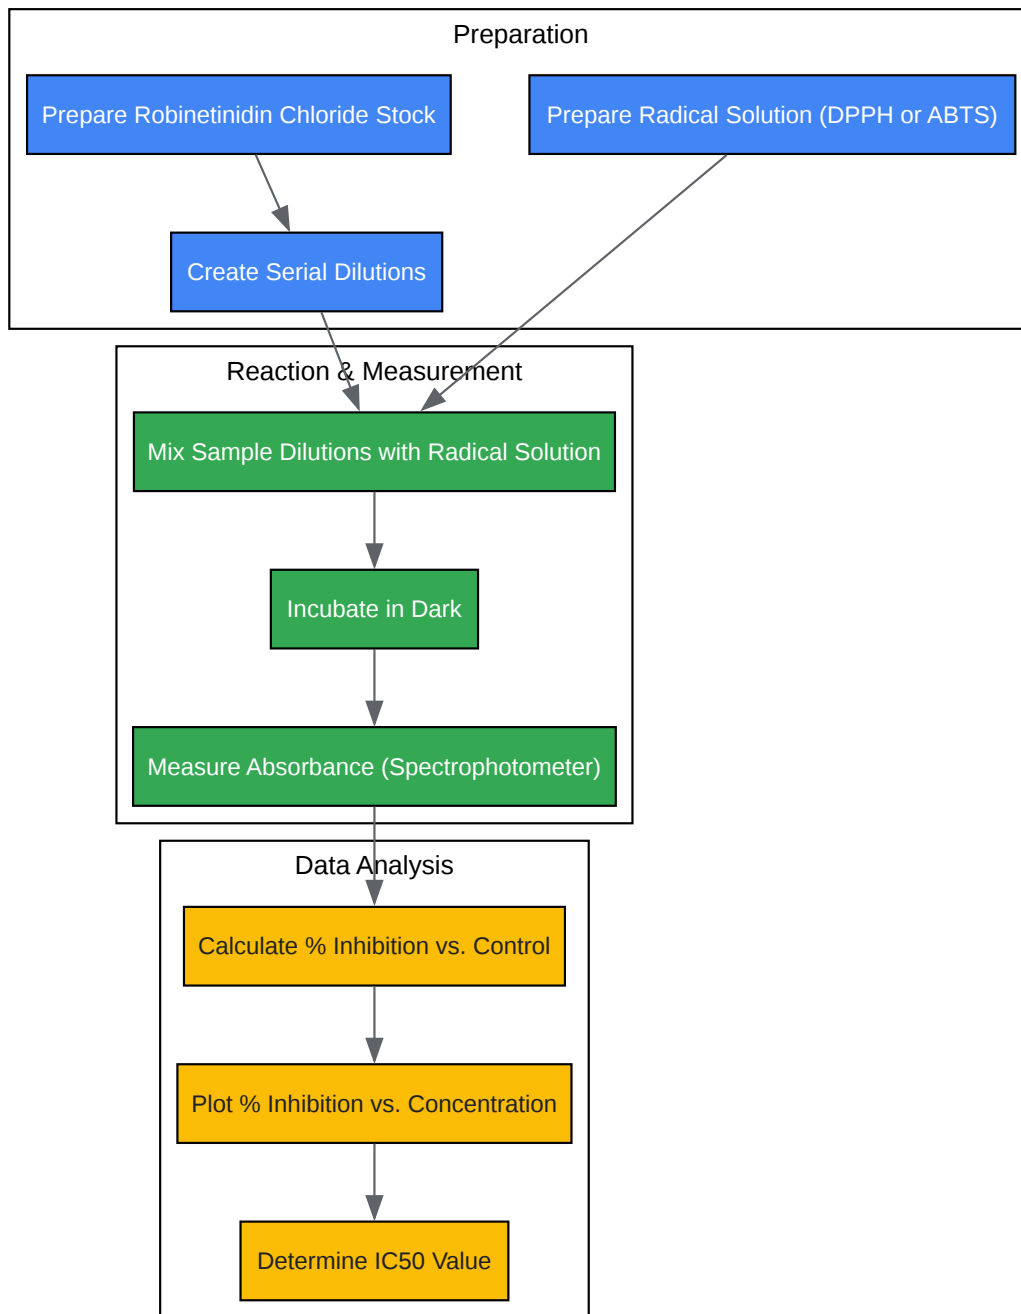 Preparation
Prepare Robinetinidin Chloride Stock
Prepare Radical Solution (DPPH or ABTS)
Create Serial Dilutions
Reaction & Measurement
Mix Sample Dilutions with Radical Solution
Incubate in Dark
Measure Absorbance (Spectrophotometer)
Data Analysis
Calculate % Inhibition vs. Control
Plot % Inhibition vs. Concentration
Determine IC50 Value